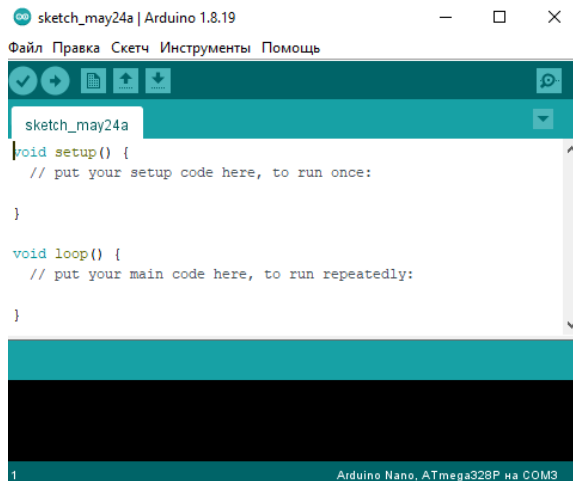 sketch_may24a | Arduino 1.8.19
Файл Правка Скетч Инструменты Помощь
sketch_may24a
void setup() {
// put your setup code here, to run once:
}
void loop() {
// put your main code here, to run repeatedly:
}
1
Arduino Nano, ATmega328P на COM3